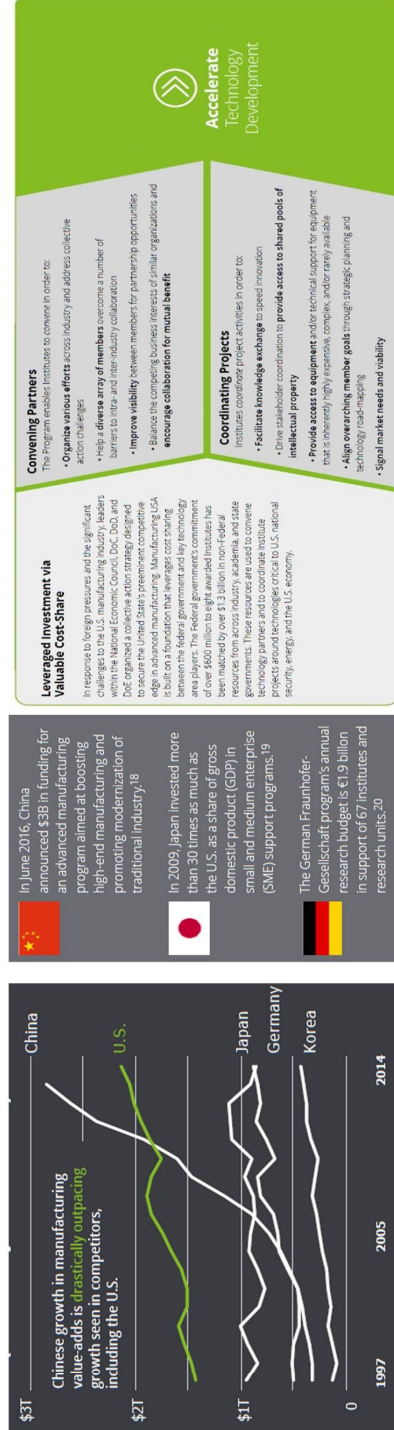 $3T
$2T
$1T
0
1997
2005
2014
Chinese growth in manufacturing
value-adds is drastically outpacing
growth seen in competitors,
including the U.S.
China
U.S.
Japan
Germany
Korea
In June 2016, China
announced $3B in funding for
an advanced manufacturing
program aimed at boosting
high-end manufacturing and
promoting modernization of
traditional industry.18
In 2009, Japan invested more
than 30 times as much as
the U.S. as a share of gross
domestic product (GDP) in
small and medium enterprise
(SME) support programs.19
The German Fraunhofer-
Gesellschaft program's annual
research budget is €1.9 billon
in support of 67 institutes and
research units.20
Leveraged Investment via
Valuable Cost-Share
In response to foreign pressures and the significant
challenges to the U.S. manufacturing industry, leaders
within the National Economic Council, DoC, DoD, and
DoE organized a collective action strategy designed
to secure the United State's preeminent competitive
edge in advanced manufacturing. Manufacturing USA
is built on a foundation that leverages cost sharing
between the federal government and key technology
area players. The Federal government's commitment
of over $600 million to eight awarded Institutes has
been matched by over $1.3 billion in non-Federal
resources from across industry, academia, and state
governments. These resources are used to convene
technology partners and to coordinate Institute
projects around technologies critical to U.S. national
security, energy, and the U.S. economy.
Convening Partners
The Program enables Institutes to convene in order to:
• Organize various efforts across industry and address collective
action challenges
• Help a diverse array of members overcome a number of
barriers to intra- and inter-industry collaboration
• Improve visibility between members for partnership opportunities
• Balance the competing business interests of similar organizations and
encourage collaboration for mutual benefit
Coordinating Projects
Institutes coordinate project activities in order to:
• Facilitate knowledge exchange to speed innovation
• Drive stakeholder coordination to provide access to shared pools of
intellectual property
• Provide access to equipment and/or technical support for equipment
that is inherently highly expensive, complex, and/or rarely available
• Align overarching member goals through strategic planning and
technology road-mapping
• Signal market needs and viability
Accelerate
Technology
Development